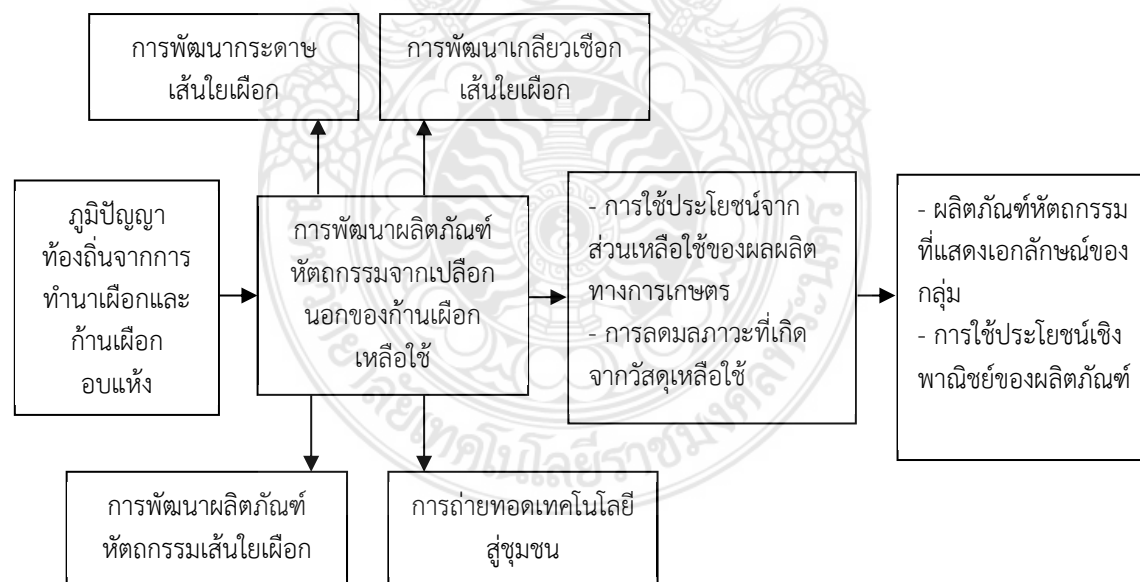 การพัฒนากระดาษ
เส้นใยเผือก
การพัฒนาเกลียวเชือก
เส้นใยเผือก
ภูมิปัญญา
ท้องถิ่นจากการ
ทำนาเผือกและ
ก้านเผือก
อบแห้ง
การพัฒนาผลิตภัณฑ์
หัตถกรรมจากเปลือก
นอกของก้านเผือก
เหลือใช้
- การใช้ประโยชน์จาก
ส่วนเหลือใช้ของผลผลิต
ทางการเกษตร
- การลดมลภาวะที่เกิด
จากวัสดุเหลือใช้
- ผลิตภัณฑ์หัตถกรรม
ที่แสดงเอกลักษณ์ของ
กลุ่ม
- การใช้ประโยชน์เชิง
พาณิชย์ของผลิตภัณฑ์
การพัฒนาผลิตภัณฑ์
หัตถกรรมเส้นใยเผือก
การถ่ายทอดเทคโนโลยี
สู่ชุมชน